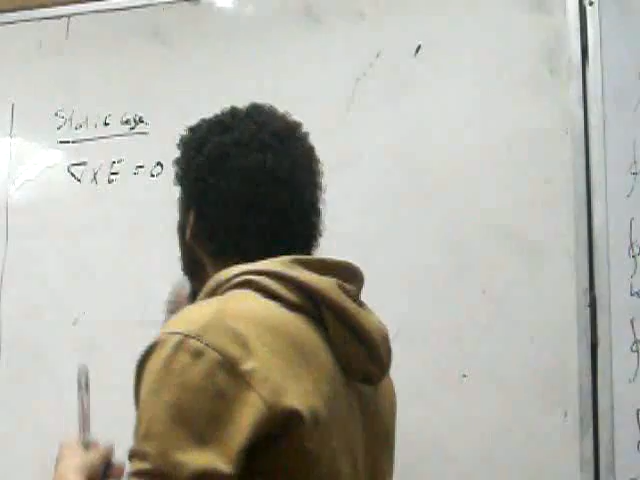 Static case
∇ × E = 0